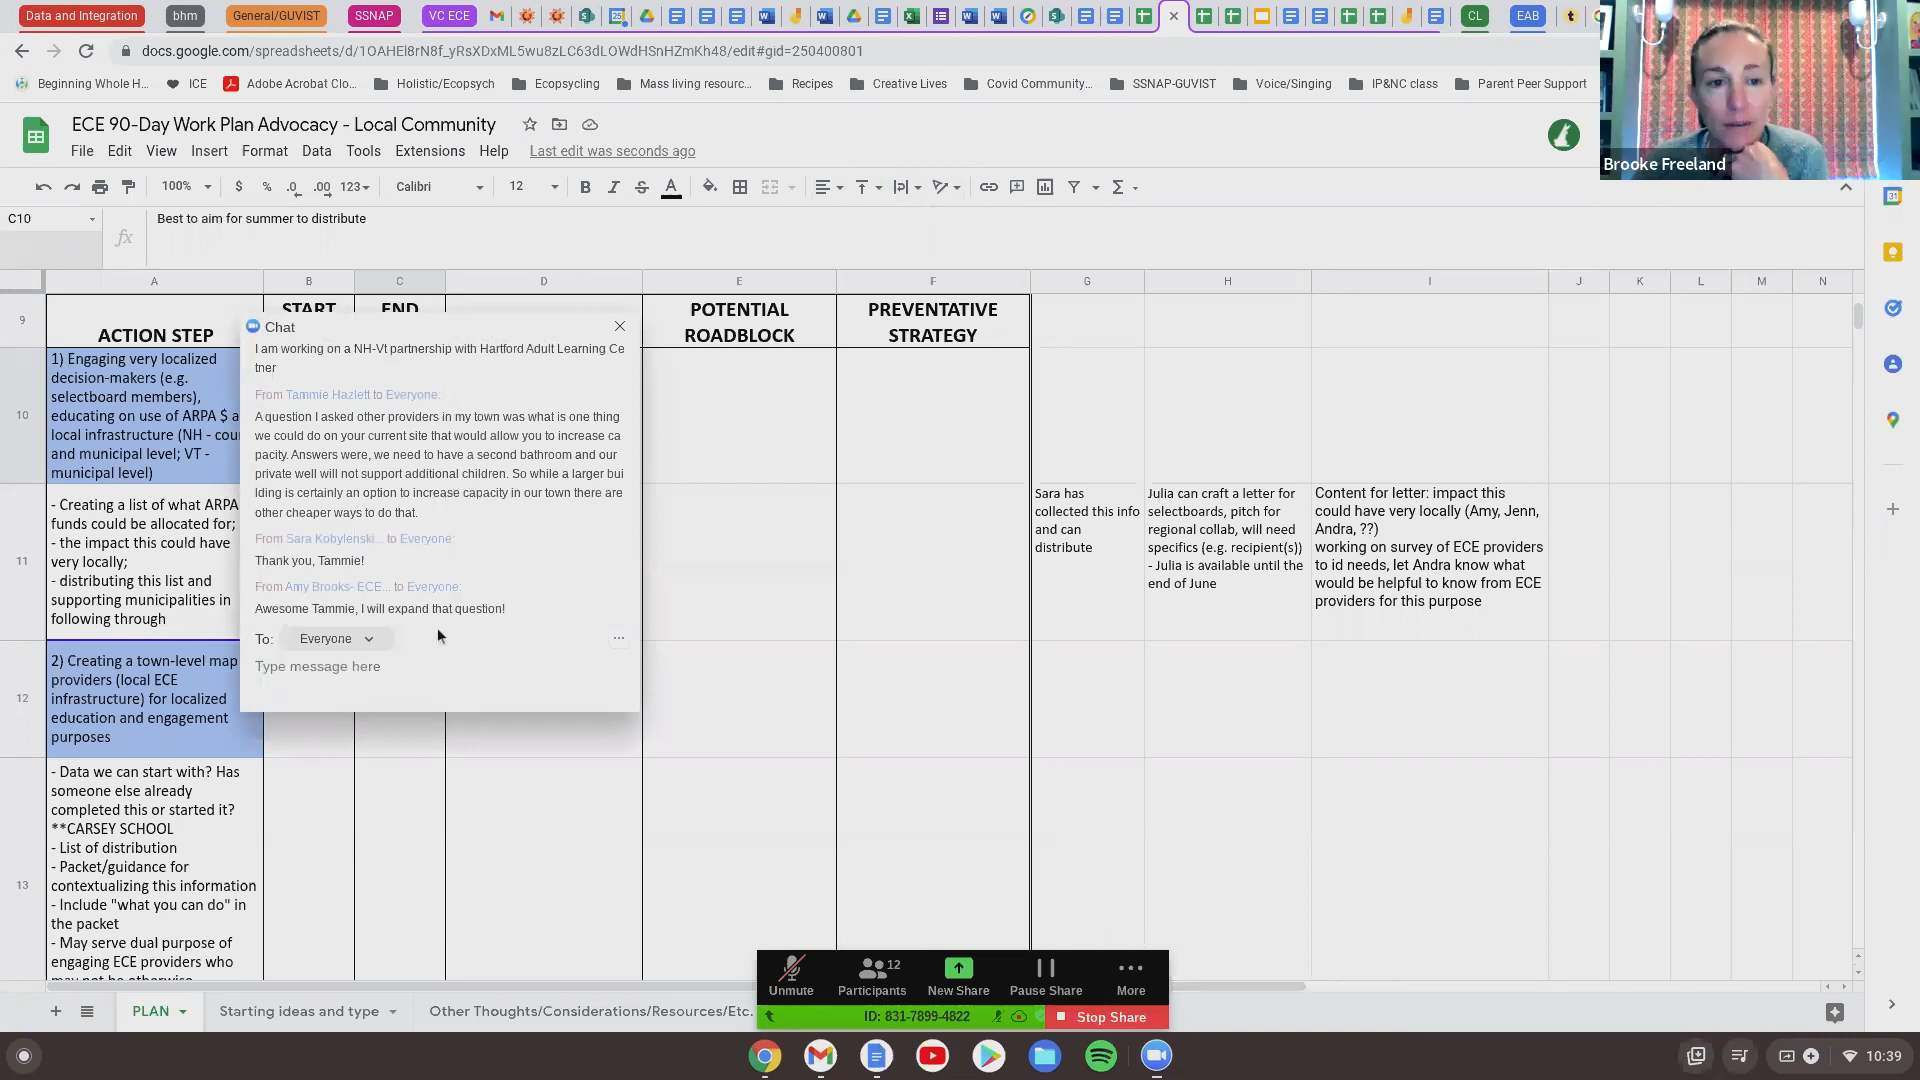 Data and Integration
bhm
General/GUVIST
SSNAP
VC ECE
CL
EAB
docs.google.com/spreadsheets/d/1OAHEl8rN8f_yRsXDxML5wu8zLC63dLOWdHSnHZmKh48/edit#gid=250400801
Beginning Whole H...
ICE
Adobe Acrobat Clo...
Holistic/Ecopsych
Ecopsycling
Mass living resourc...
Recipes
Creative Lives
Covid Community...
SSNAP-GUVIST
Voice/Singing
IP&NC class
Parent Peer Support
Brooke Freeland
ECE 90-Day Work Plan Advocacy - Local Community
File Edit View Insert Format Data Tools Extensions Help Last edit was seconds ago
100% $ % .0 .00 123 Calibri 12 B I S A
C10
fx
Best to aim for summer to distribute
A B C D E F G H I J K L M N
9
ACTION STEP
START
END
POTENTIAL
ROADBLOCK
PREVENTATIVE
STRATEGY
10
1) Engaging very localized
decision-makers (e.g.
selectboard members),
educating on use of ARPA $ a
local infrastructure (NH - cou
and municipal level; VT -
municipal level)
11
- Creating a list of what ARPA
funds could be allocated for;
- the impact this could have
very locally;
- distributing this list and
supporting municipalities in
following through
Sara has
collected this info
and can
distribute
Julia can craft a letter for
selectboards, pitch for
regional collab, will need
specifics (e.g. recipient(s))
- Julia is available until the
end of June
Content for letter: impact this
could have very locally (Amy, Jenn,
Andra, ??)
working on survey of ECE providers
to id needs, let Andra know what
would be helpful to know from ECE
providers for this purpose
12
2) Creating a town-level map
providers (local ECE
infrastructure) for localized
education and engagement
purposes
13
- Data we can start with? Has
someone else already
completed this or started it?
**CARSEY SCHOOL
- List of distribution
- Packet/guidance for
contextualizing this information
- Include "what you can do" in
the packet
- May serve dual purpose of
engaging ECE providers who
may not be otherwise
Chat
I am working on a NH-Vt partnership with Hartford Adult Learning Ce
tner
From Tammie Hazlett to Everyone:
A question I asked other providers in my town was what is one thing
we could do on your current site that would allow you to increase ca
pacity. Answers were, we need to have a second bathroom and our
private well will not support additional children. So while a larger bui
lding is certainly an option to increase capacity in our town there are
other cheaper ways to do that.
From Sara Kobylenski... to Everyone:
Thank you, Tammie!
From Amy Brooks- ECE... to Everyone:
Awesome Tammie, I will expand that question!
To: Everyone
Type message here
Unmute
Participants 12
New Share
Pause Share
More
ID: 831-7899-4822
Stop Share
PLAN
Starting ideas and type
Other Thoughts/Considerations/Resources/Etc.
10:39